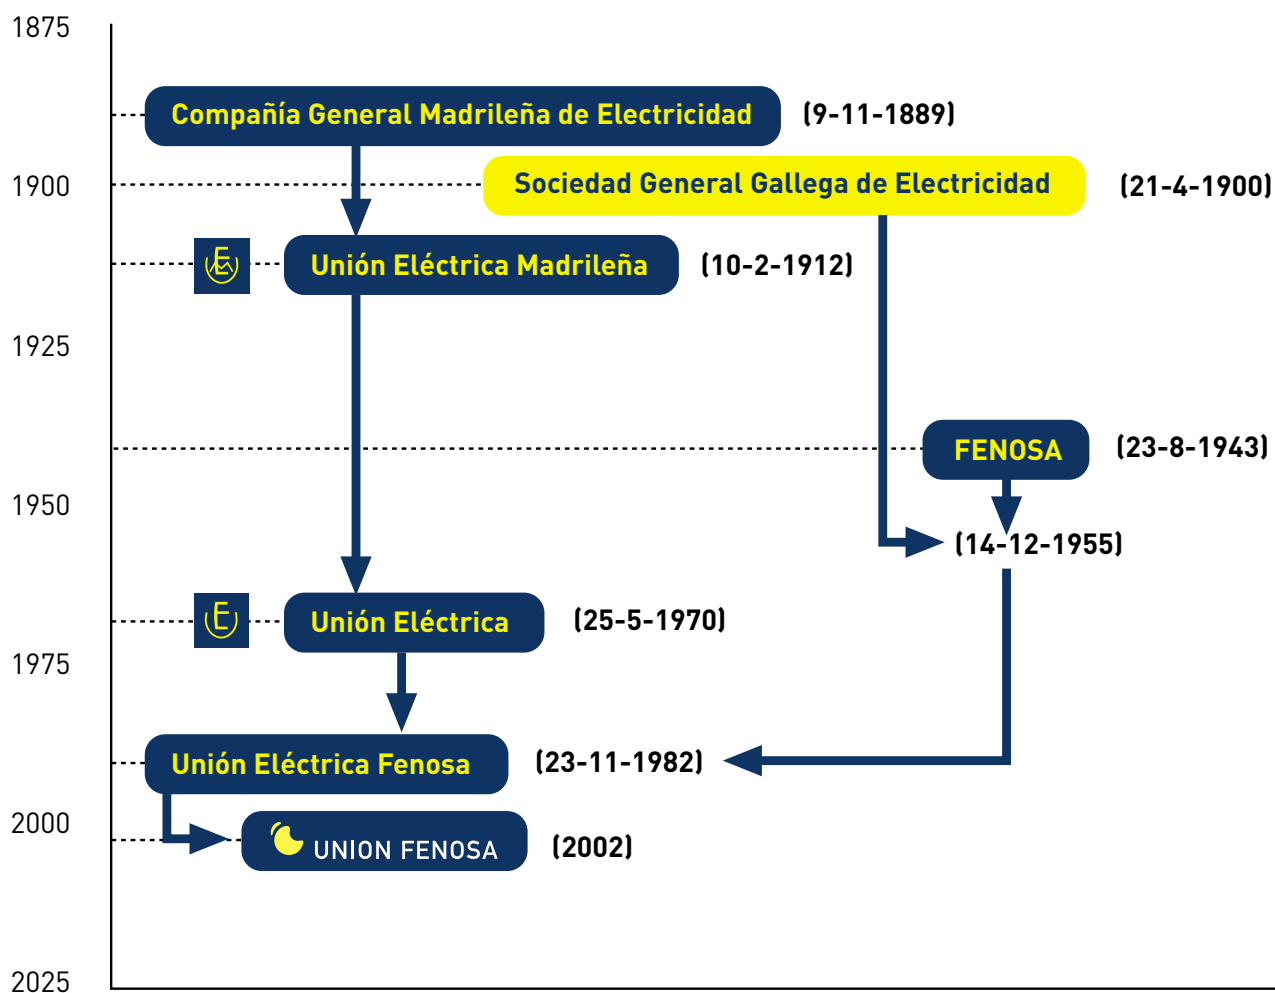 1875
Compañía General Madrileña de Electricidad (9-11-1889)
1900
Sociedad General Gallega de Electricidad (21-4-1900)
Unión Eléctrica Madrileña (10-2-1912)
1925
FENOSA (23-8-1943)
1950
(14-12-1955)
Unión Eléctrica (25-5-1970)
1975
Unión Eléctrica Fenosa (23-11-1982)
2000
UNION FENOSA (2002)
2025